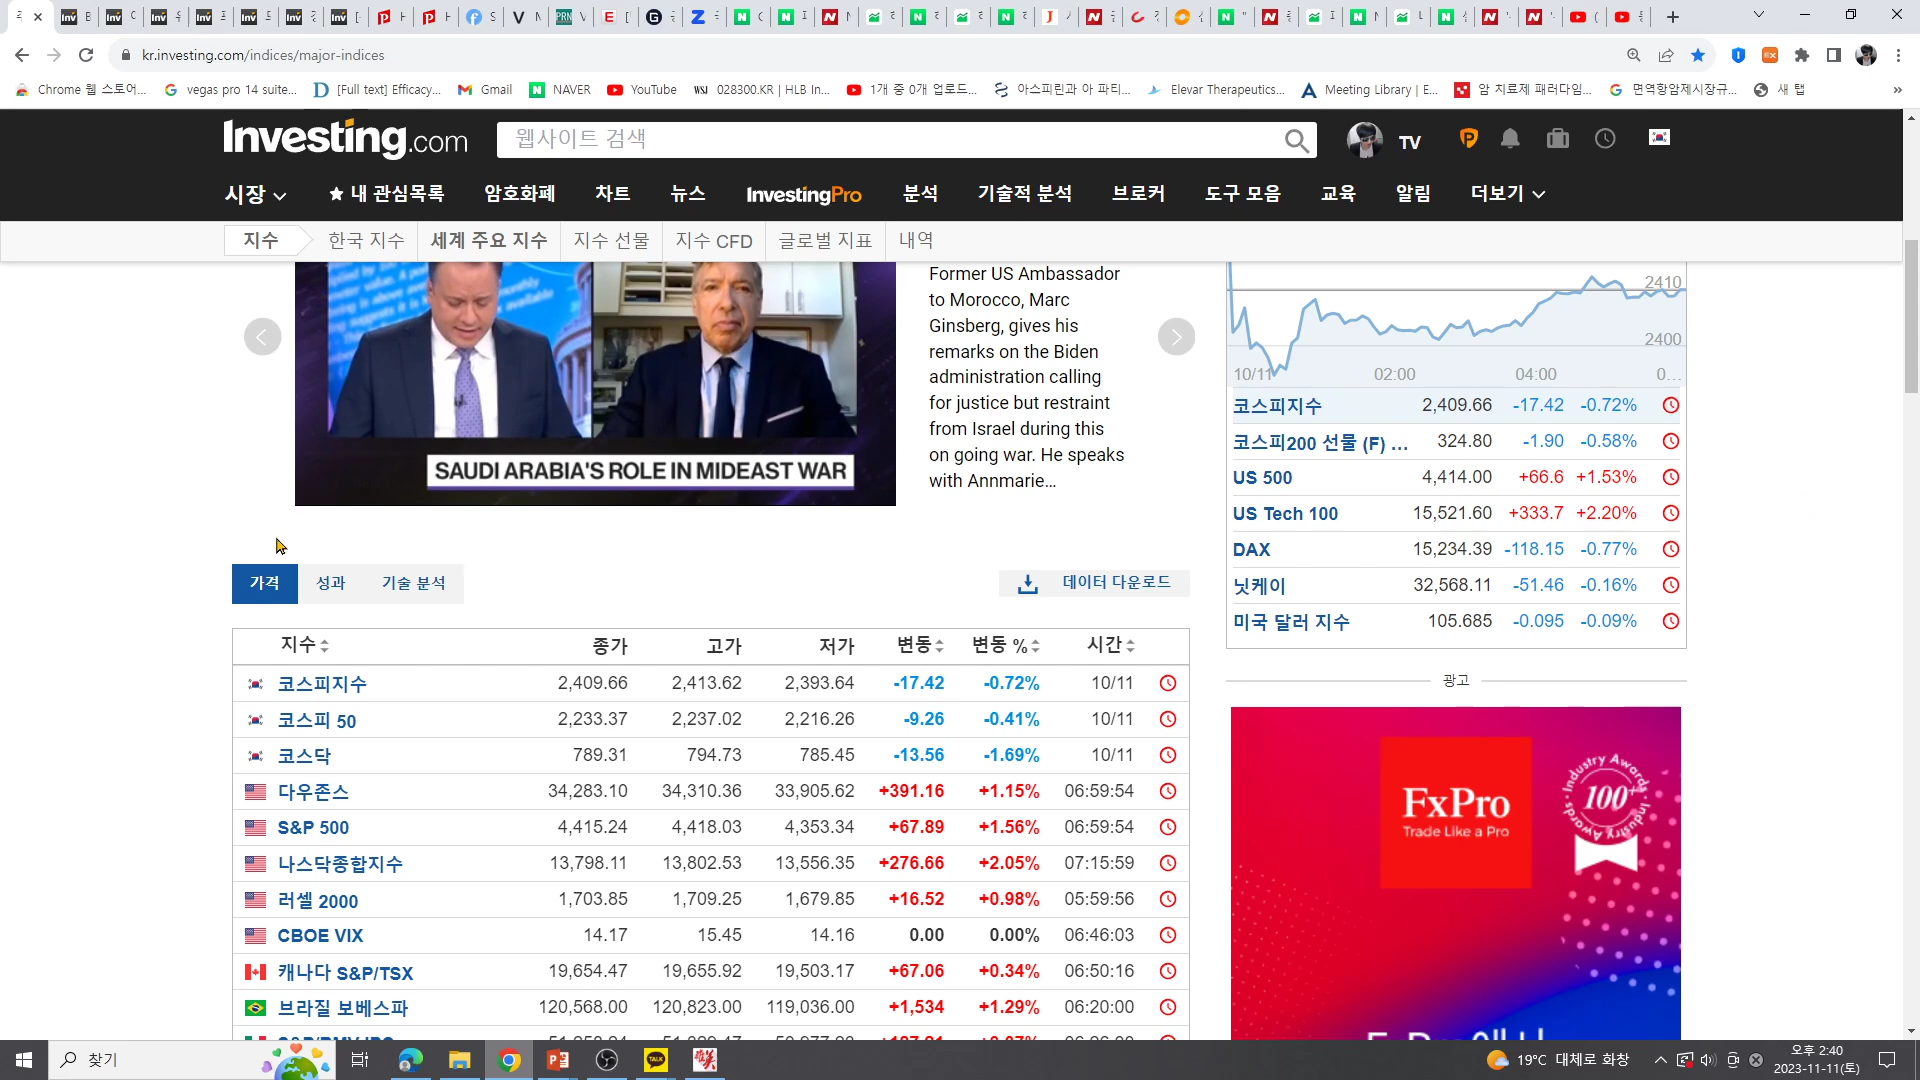 kr.investing.com/indices/major-indices
Chrome 웹 스토어...
vegas pro 14 suite...
[Full text] Efficacy...
Gmail
NAVER
YouTube
028300.KR | HLB In...
1개 중 0개 업로드...
아스피린과 아 파티...
Elevar Therapeutics...
Meeting Library | E...
암 치료제 패러다임...
면역항암제시장규...
새 탭
Investing.com
웹사이트 검색
TV
시장
★ 내 관심목록
암호화폐
차트
뉴스
InvestingPro
분석
기술적 분석
브로커
도구 모음
교육
알림
더보기
지수
한국 지수
세계 주요 지수
지수 선물
지수 CFD
글로벌 지표
내역
SAUDI ARABIA'S ROLE IN MIDEAST WAR
Former US Ambassador
to Morocco, Marc
Ginsberg, gives his
remarks on the Biden
administration calling
for justice but restraint
from Israel during this
on going war. He speaks
with Annmarie...
2410
2400
10/11 02:00 04:00 0...
코스피지수 2,409.66 -17.42 -0.72%
코스피200 선물 (F) ... 324.80 -1.90 -0.58%
US 500 4,414.00 +66.6 +1.53%
US Tech 100 15,521.60 +333.7 +2.20%
DAX 15,234.39 -118.15 -0.77%
닛케이 32,568.11 -51.46 -0.16%
미국 달러 지수 105.685 -0.095 -0.09%
가격 성과 기술 분석
데이터 다운로드
지수 종가 고가 저가 변동 변동 % 시간
코스피지수 2,409.66 2,413.62 2,393.64 -17.42 -0.72% 10/11
코스피 50 2,233.37 2,237.02 2,216.26 -9.26 -0.41% 10/11
코스닥 789.31 794.73 785.45 -13.56 -1.69% 10/11
다우존스 34,283.10 34,310.36 33,905.62 +391.16 +1.15% 06:59:54
S&P 500 4,415.24 4,418.03 4,353.34 +67.89 +1.56% 06:59:54
나스닥종합지수 13,798.11 13,802.53 13,556.35 +276.66 +2.05% 07:15:59
러셀 2000 1,703.85 1,709.25 1,679.85 +16.52 +0.98% 05:59:56
CBOE VIX 14.17 15.45 14.16 0.00 0.00% 06:46:03
캐나다 S&P/TSX 19,654.47 19,655.92 19,503.17 +67.06 +0.34% 06:50:16
브라질 보베스파 120,568.00 120,823.00 119,036.00 +1,534 +1.29% 06:20:00
광고
FxPro
Trade Like a Pro
Industry Awards
100+
찾기
TALK
19°C 대체로 화창
오후 2:40
2023-11-11(토)